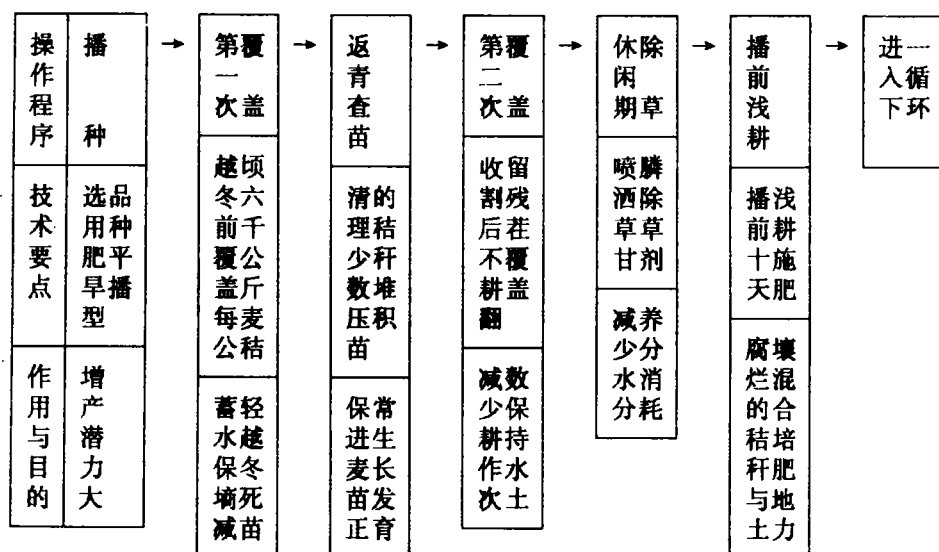 操作程序
播种
→
第一次
覆盖
→
返青查苗
→
第二次
覆盖
→
休闲期
除草
→
播前浅耕
→
进入下
一循环
技术要点
选用肥旱型
品种平播
越冬前覆盖每公
顷六千公斤麦秸
清理少数压苗
的秸秆堆积
收割后不耕翻
留残茬覆盖
喷洒草甘
膦除草剂
播前十天
浅耕施肥
作用与目的
增产潜力大
蓄水保墒减
轻越冬死苗
保进麦苗正
常生长发育
减少耕作次
数保持水土
减少水分
养分消耗
腐烂的秸秆与土
壤混合培肥地力